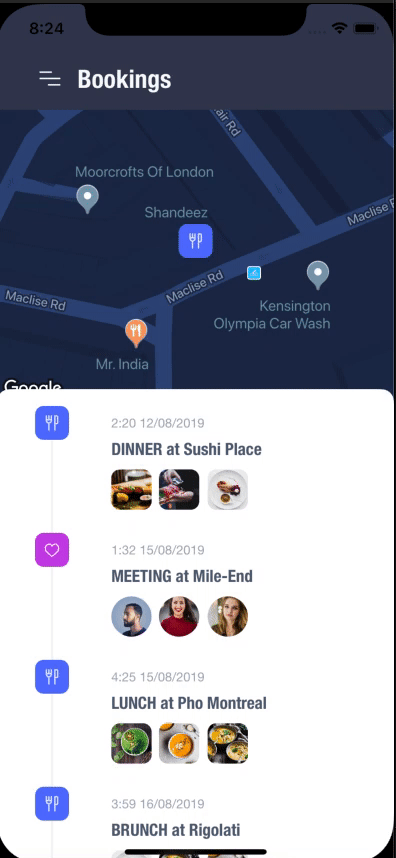 8:24
Bookings
air Rd
Moorcrofts Of London
Shandeez
Maclise R
Maclise Rd
Maclise Rd
Kensington
Olympia Car Wash
Mr. India
Google
2:20 12/08/2019
DINNER at Sushi Place
1:32 15/08/2019
MEETING at Mile-End
4:25 15/08/2019
LUNCH at Pho Montreal
3:59 16/08/2019
BRUNCH at Rigolati